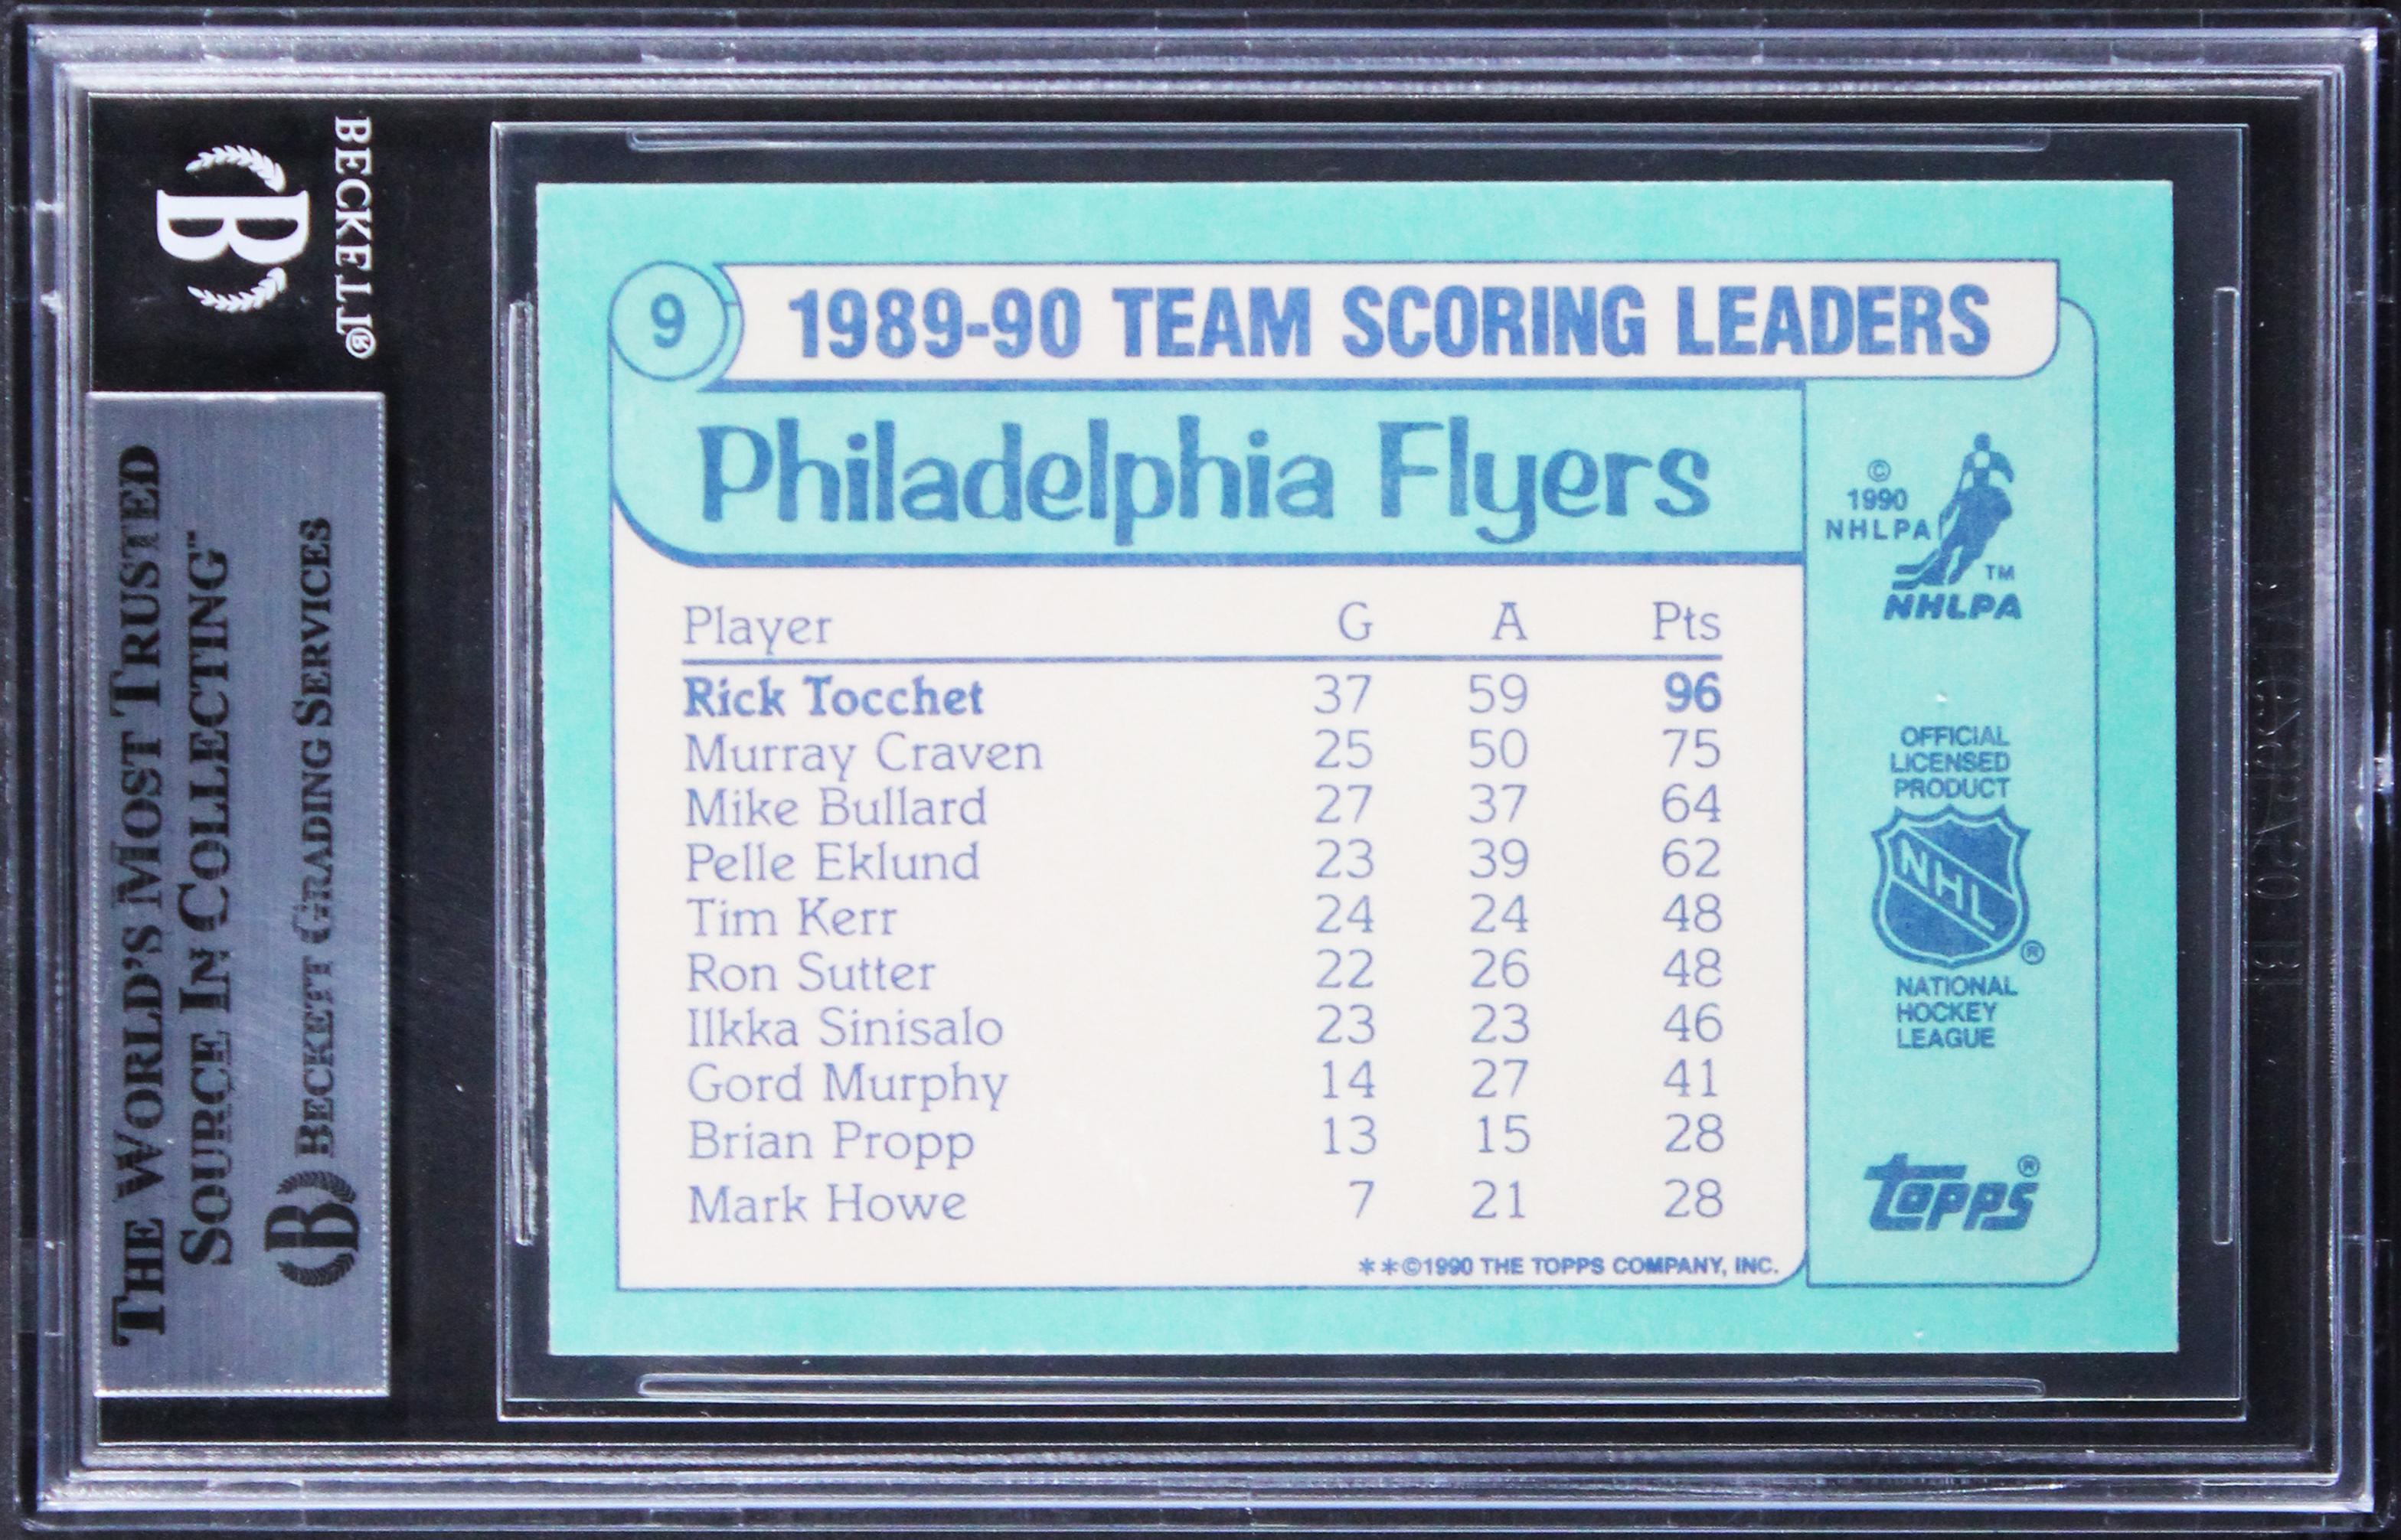 BECKETT®
B
THE WORLD'S MOST TRUSTED
SOURCE IN COLLECTING™
B BECKETT GRADING SERVICES
9
1989-90 TEAM SCORING LEADERS
Philadelphia Flyers
Player G A Pts
Rick Tocchet 37 59 96
Murray Craven 25 50 75
Mike Bullard 27 37 64
Pelle Eklund 23 39 62
Tim Kerr 24 24 48
Ron Sutter 22 26 48
Ilkka Sinisalo 23 23 46
Gord Murphy 14 27 41
Brian Propp 13 15 28
Mark Howe 7 21 28
**©1990 THE TOPPS COMPANY, INC.
©
1990
NHLPA
TM
NHLPA
OFFICIAL
LICENSED
PRODUCT
NHL
®
NATIONAL
HOCKEY
LEAGUE
topps®